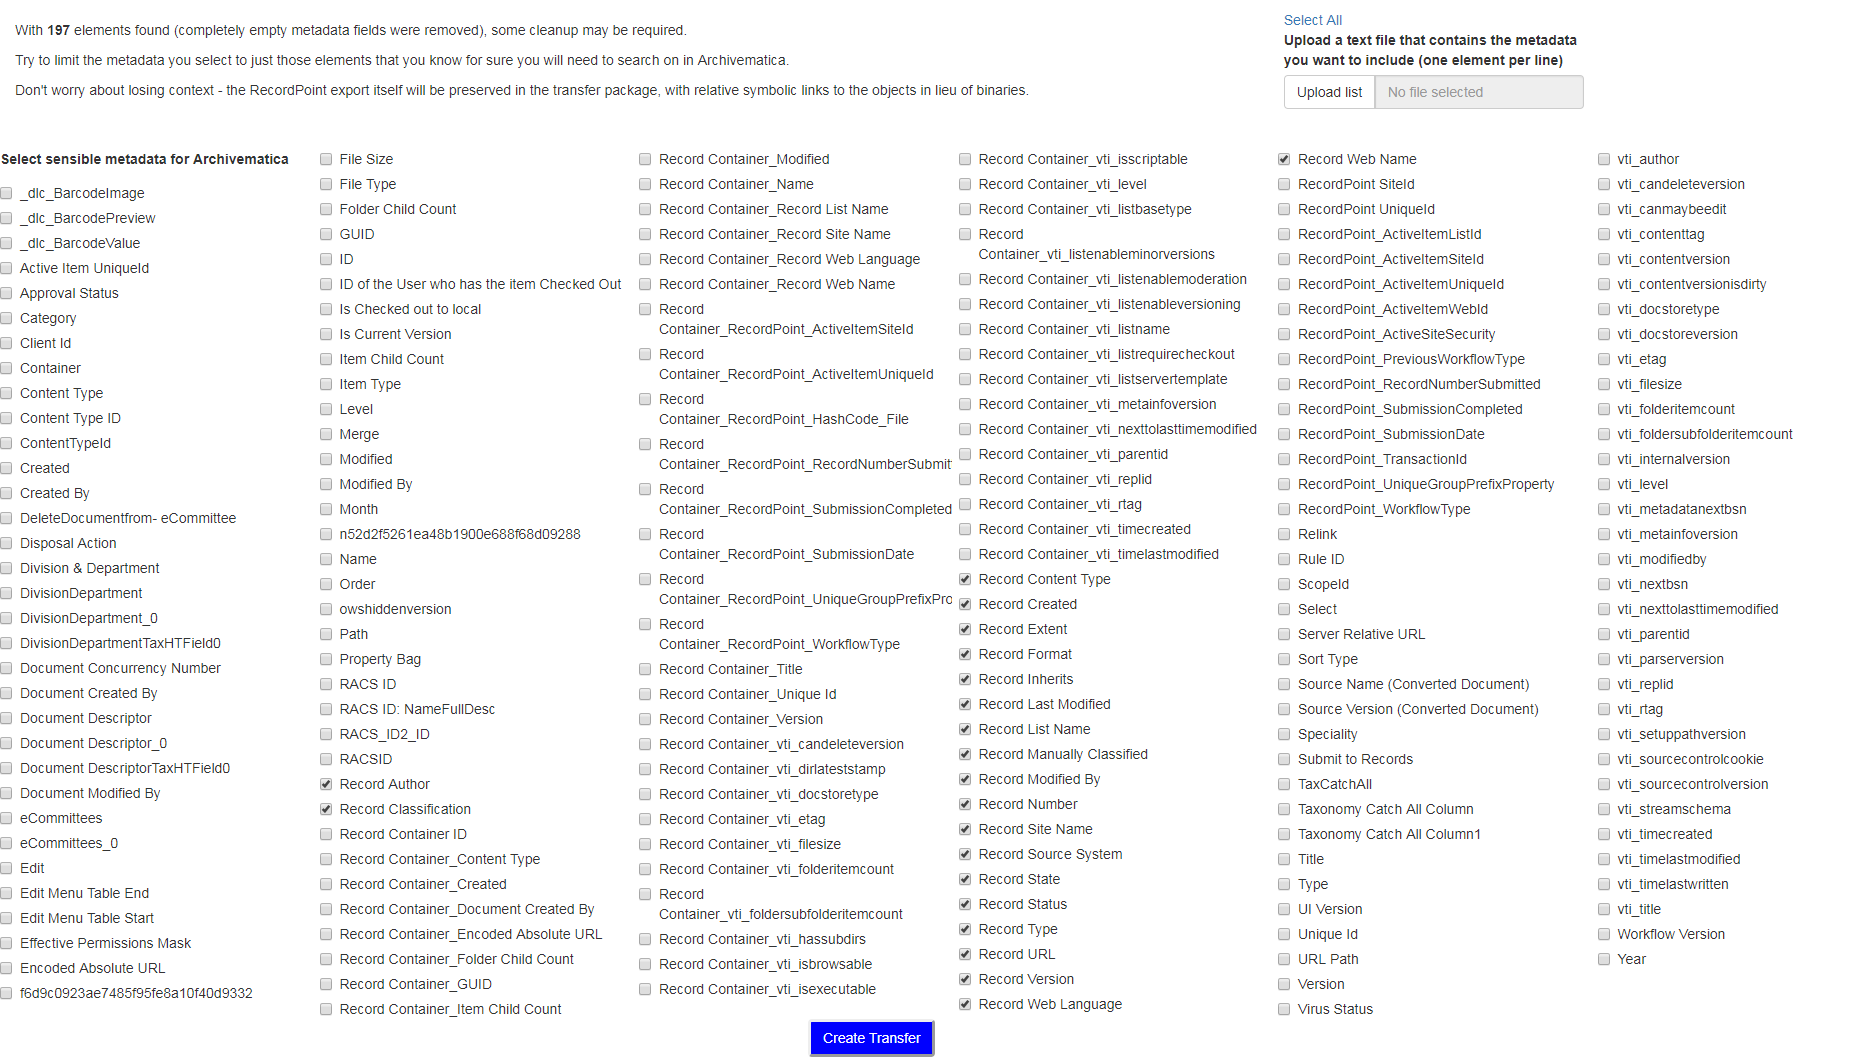 With 197 elements found (completely empty metadata fields were removed), some cleanup may be required.
Try to limit the metadata you select to just those elements that you know for sure you will need to search on in Archivematica.
Don't worry about losing context - the RecordPoint export itself will be preserved in the transfer package, with relative symbolic links to the objects in lieu of binaries.
Select All
Upload a text file that contains the metadata
you want to include (one element per line)
Upload list No file selected
Select sensible metadata for Archivematica
_dlc_BarcodeImage
_dlc_BarcodePreview
_dlc_BarcodeValue
Active Item UniqueId
Approval Status
Category
Client Id
Container
Content Type
Content Type ID
ContentTypeId
Created
Created By
DeleteDocumentfrom- eCommittee
Disposal Action
Division & Department
DivisionDepartment
DivisionDepartment_0
DivisionDepartmentTaxHTField0
Document Concurrency Number
Document Created By
Document Descriptor
Document Descriptor_0
Document DescriptorTaxHTField0
Document Modified By
eCommittees
eCommittees_0
Edit
Edit Menu Table End
Edit Menu Table Start
Effective Permissions Mask
Encoded Absolute URL
f6d9c0923ae7485f95fe8a10f40d9332
File Size
File Type
Folder Child Count
GUID
ID
ID of the User who has the item Checked Out
Is Checked out to local
Is Current Version
Item Child Count
Item Type
Level
Merge
Modified
Modified By
Month
n52d2f5261ea48b1900e688f68d09288
Name
Order
owshiddenversion
Path
Property Bag
RACS ID
RACS ID: NameFullDesc
RACS_ID2_ID
RACSID
Record Author
Record Classification
Record Container ID
Record Container_Content Type
Record Container_Created
Record Container_Document Created By
Record Container_Encoded Absolute URL
Record Container_Folder Child Count
Record Container_GUID
Record Container_Item Child Count
Record Container_Modified
Record Container_Name
Record Container_Record List Name
Record Container_Record Site Name
Record Container_Record Web Language
Record Container_Record Web Name
Record
Container_RecordPoint_ActiveItemSiteId
Record
Container_RecordPoint_ActiveItemUniqueId
Record
Container_RecordPoint_HashCode_File
Record
Container_RecordPoint_RecordNumberSubmit
Record
Container_RecordPoint_SubmissionCompleted
Record
Container_RecordPoint_SubmissionDate
Record
Container_RecordPoint_UniqueGroupPrefixPro
Record
Container_RecordPoint_WorkflowType
Record Container_Title
Record Container_Unique Id
Record Container_Version
Record Container_vti_candeleteversion
Record Container_vti_dirlateststamp
Record Container_vti_docstoretype
Record Container_vti_etag
Record Container_vti_filesize
Record Container_vti_folderitemcount
Record
Container_vti_foldersubfolderitemcount
Record Container_vti_hassubdirs
Record Container_vti_isbrowsable
Record Container_vti_isexecutable
Record Container_vti_isscriptable
Record Container_vti_level
Record Container_vti_listbasetype
Record
Container_vti_listenableminorversions
Record Container_vti_listenablemoderation
Record Container_vti_listenableversioning
Record Container_vti_listname
Record Container_vti_listrequirecheckout
Record Container_vti_listservertemplate
Record Container_vti_metainfoversion
Record Container_vti_nexttolasttimemodified
Record Container_vti_parentid
Record Container_vti_replid
Record Container_vti_rtag
Record Container_vti_timecreated
Record Container_vti_timelastmodified
Record Content Type
Record Created
Record Extent
Record Format
Record Inherits
Record Last Modified
Record List Name
Record Manually Classified
Record Modified By
Record Number
Record Site Name
Record Source System
Record State
Record Status
Record Type
Record URL
Record Version
Record Web Language
Record Web Name
RecordPoint SiteId
RecordPoint UniqueId
RecordPoint_ActiveItemListId
RecordPoint_ActiveItemSiteId
RecordPoint_ActiveItemUniqueId
RecordPoint_ActiveItemWebId
RecordPoint_ActiveSiteSecurity
RecordPoint_PreviousWorkflowType
RecordPoint_RecordNumberSubmitted
RecordPoint_SubmissionCompleted
RecordPoint_SubmissionDate
RecordPoint_TransactionId
RecordPoint_UniqueGroupPrefixProperty
RecordPoint_WorkflowType
Relink
Rule ID
ScopeId
Select
Server Relative URL
Sort Type
Source Name (Converted Document)
Source Version (Converted Document)
Speciality
Submit to Records
TaxCatchAll
Taxonomy Catch All Column
Taxonomy Catch All Column1
Title
Type
UI Version
Unique Id
URL Path
Version
Virus Status
vti_author
vti_candeleteversion
vti_canmaybeedit
vti_contenttag
vti_contentversion
vti_contentversionisdirty
vti_docstoretype
vti_docstoreversion
vti_etag
vti_filesize
vti_folderitemcount
vti_foldersubfolderitemcount
vti_internalversion
vti_level
vti_metadatanextbsn
vti_metainfoversion
vti_modifiedby
vti_nextbsn
vti_nexttolasttimemodified
vti_parentid
vti_parserversion
vti_replid
vti_rtag
vti_setuppathversion
vti_sourcecontrolcookie
vti_sourcecontrolversion
vti_streamschema
vti_timecreated
vti_timelastmodified
vti_timelastwritten
vti_title
Workflow Version
Year
Create Transfer